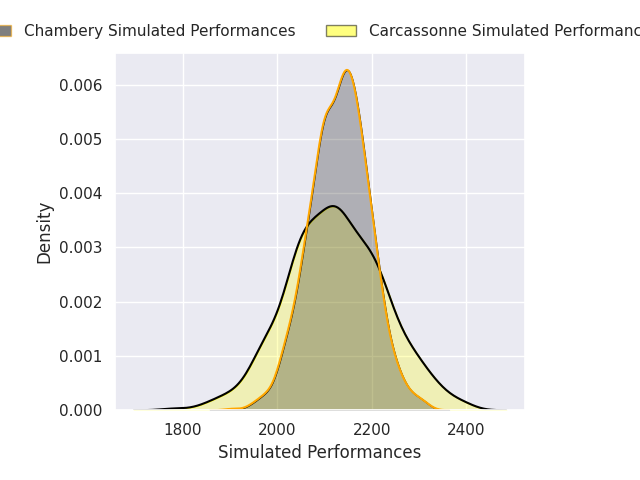 Chambery Simulated Performances
Carcassonne Simulated
0.006
0.005
0.004
0.003
0.002
0.001
0.000
Density
1800 2000 2200 2400
Simulated Performances